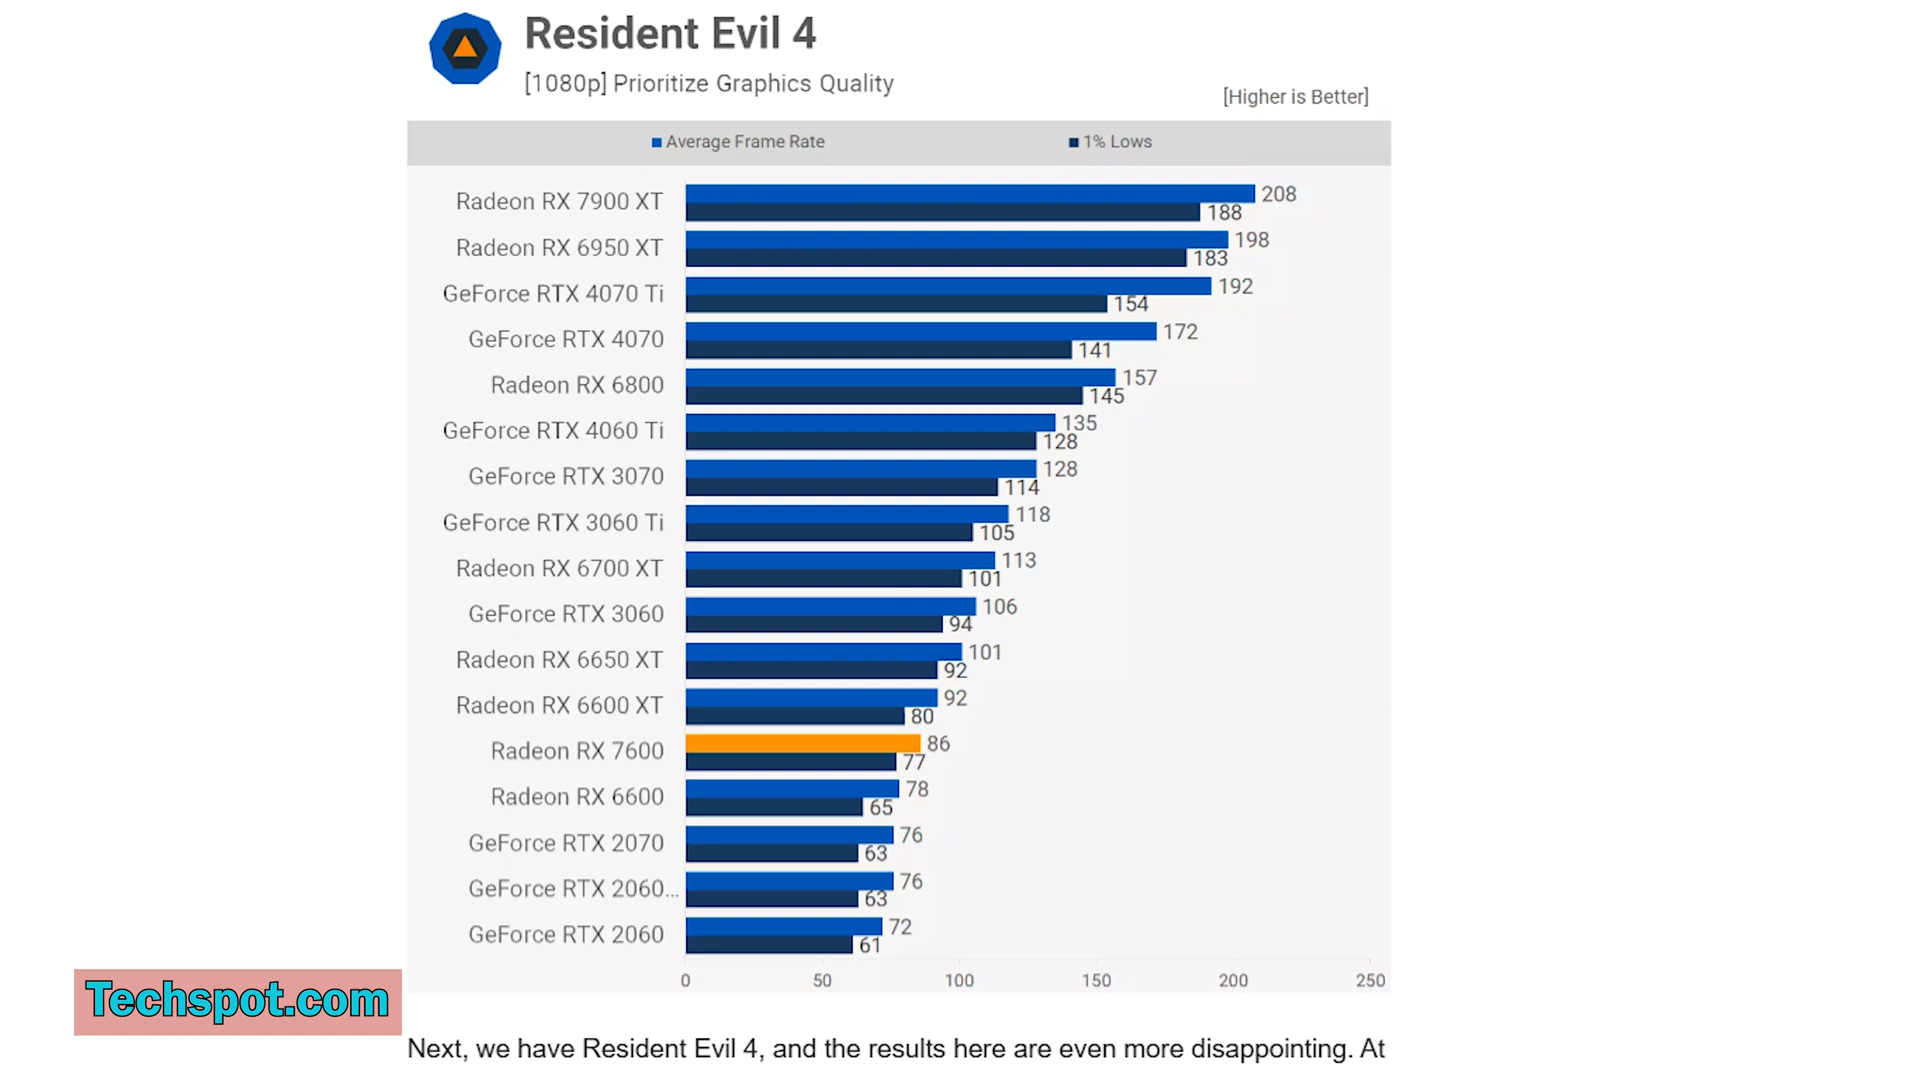 Resident Evil 4
[1080p] Prioritize Graphics Quality
[Higher is Better]
Average Frame Rate 1% Lows
Radeon RX 7900 XT 208
188
Radeon RX 6950 XT 198
183
GeForce RTX 4070 Ti 192
154
GeForce RTX 4070 172
141
Radeon RX 6800 157
145
GeForce RTX 4060 Ti 135
128
GeForce RTX 3070 128
114
GeForce RTX 3060 Ti 118
105
Radeon RX 6700 XT 113
101
GeForce RTX 3060 106
94
Radeon RX 6650 XT 101
92
Radeon RX 6600 XT 92
80
Radeon RX 7600 86
77
Radeon RX 6600 78
65
GeForce RTX 2070 76
63
GeForce RTX 2060... 76
63
GeForce RTX 2060 72
61
0 50 100 150 200 250
Techspot.com
Next, we have Resident Evil 4, and the results here are even more disappointing. At